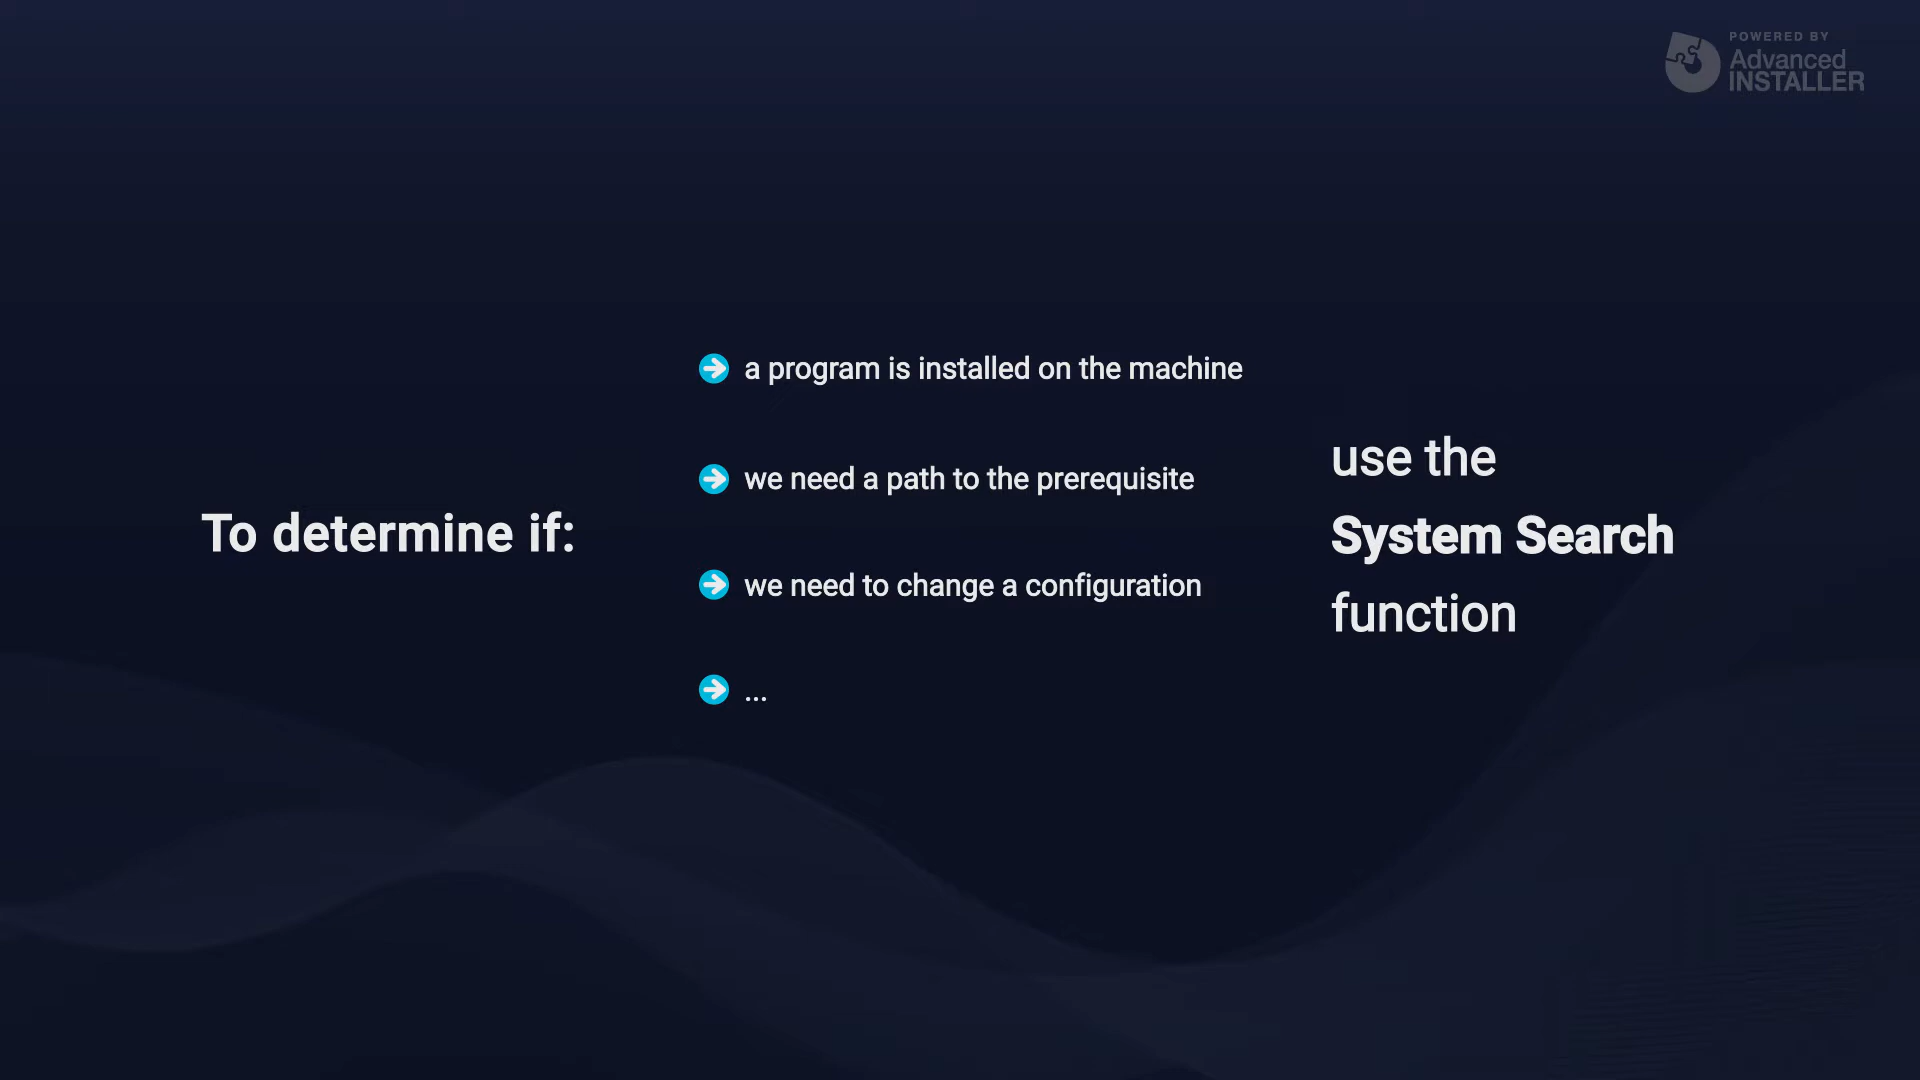 POWERED BY
Advanced
INSTALLER
To determine if:
a program is installed on the machine
we need a path to the prerequisite
we need to change a configuration
...
use the
System Search
function